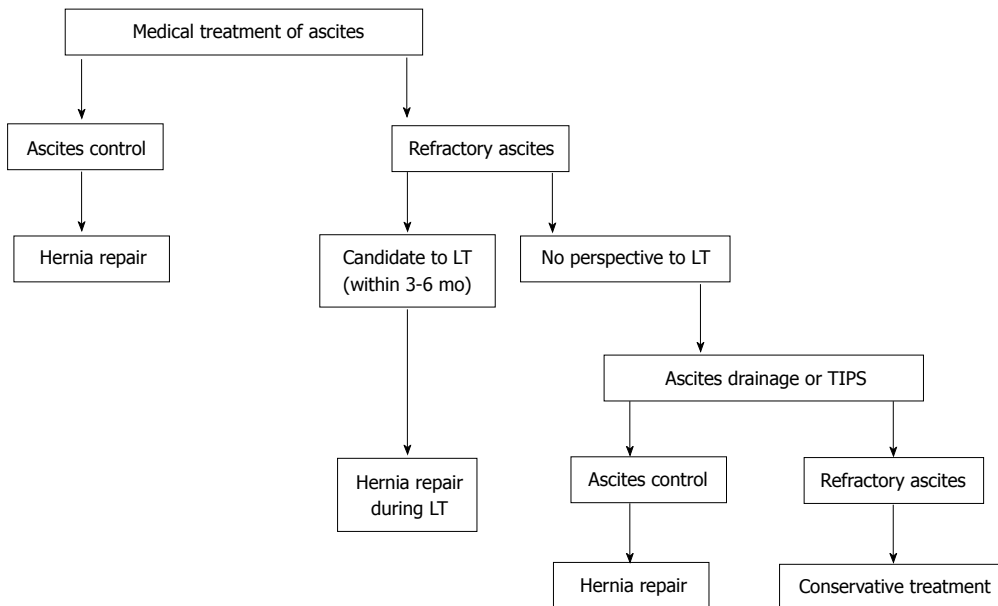 Medical treatment of ascites
Ascites control
Refractory ascites
Hernia repair
Candidate to LT
(within 3-6 mo)
No perspective to LT
Ascites drainage or TIPS
Hernia repair
during LT
Ascites control
Refractory ascites
Hernia repair
Conservative treatment